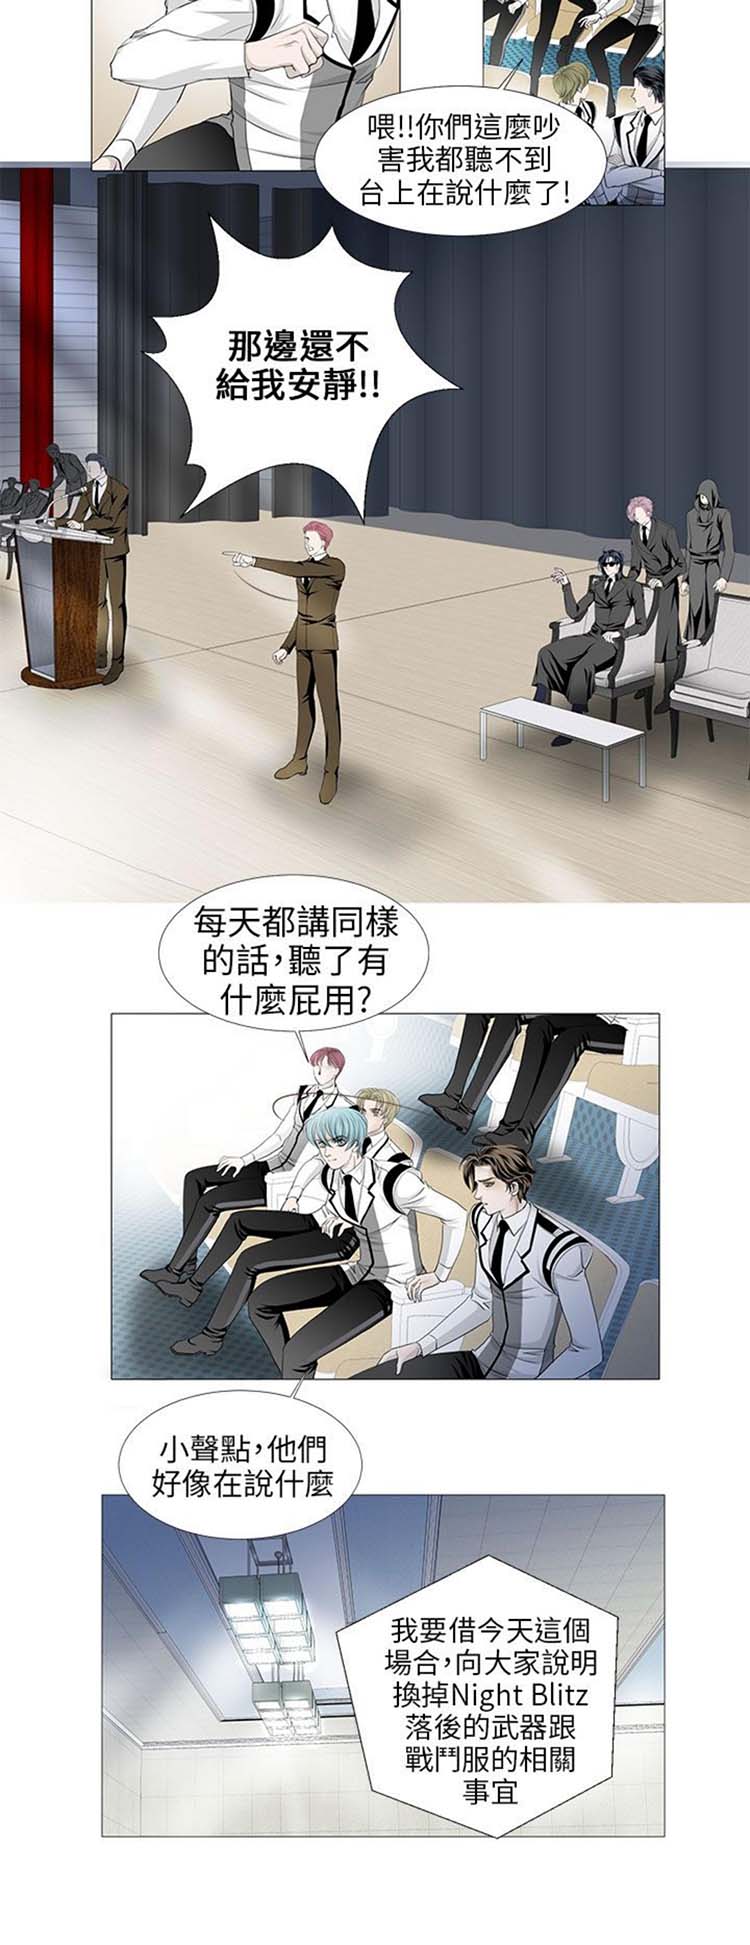 喂!!你們這麼吵
害我都聽不到
台上在說什麼了!
那邊還不
給我安靜!!
每天都講同樣
的話,聽了有
什麼屁用?
小聲點,他們
好像在說什麼
我要借今天這個
場合,向大家說明
換掉Night Blitz
落後的武器跟
戰鬥服的相關
事宜